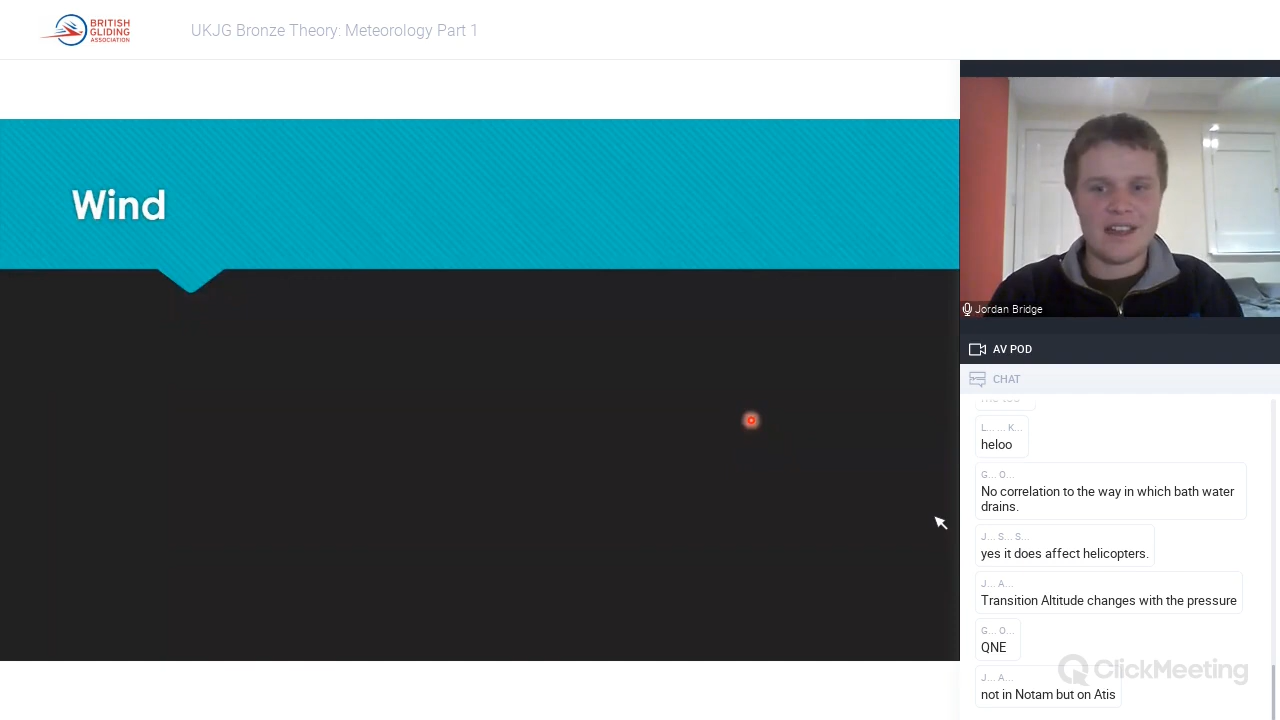 BRITISH
GLIDING
ASSOCIATION
UKJG Bronze Theory: Meteorology Part 1
Wind
Jordan Bridge
AV POD
CHAT
L... ... K...
heloo
G... O...
No correlation to the way in which bath water
drains.
J... S... S...
yes it does affect helicopters.
J... A...
Transition Altitude changes with the pressure
G... O...
QNE
J... A...
not in Notam but on Atis
ClickMeeting